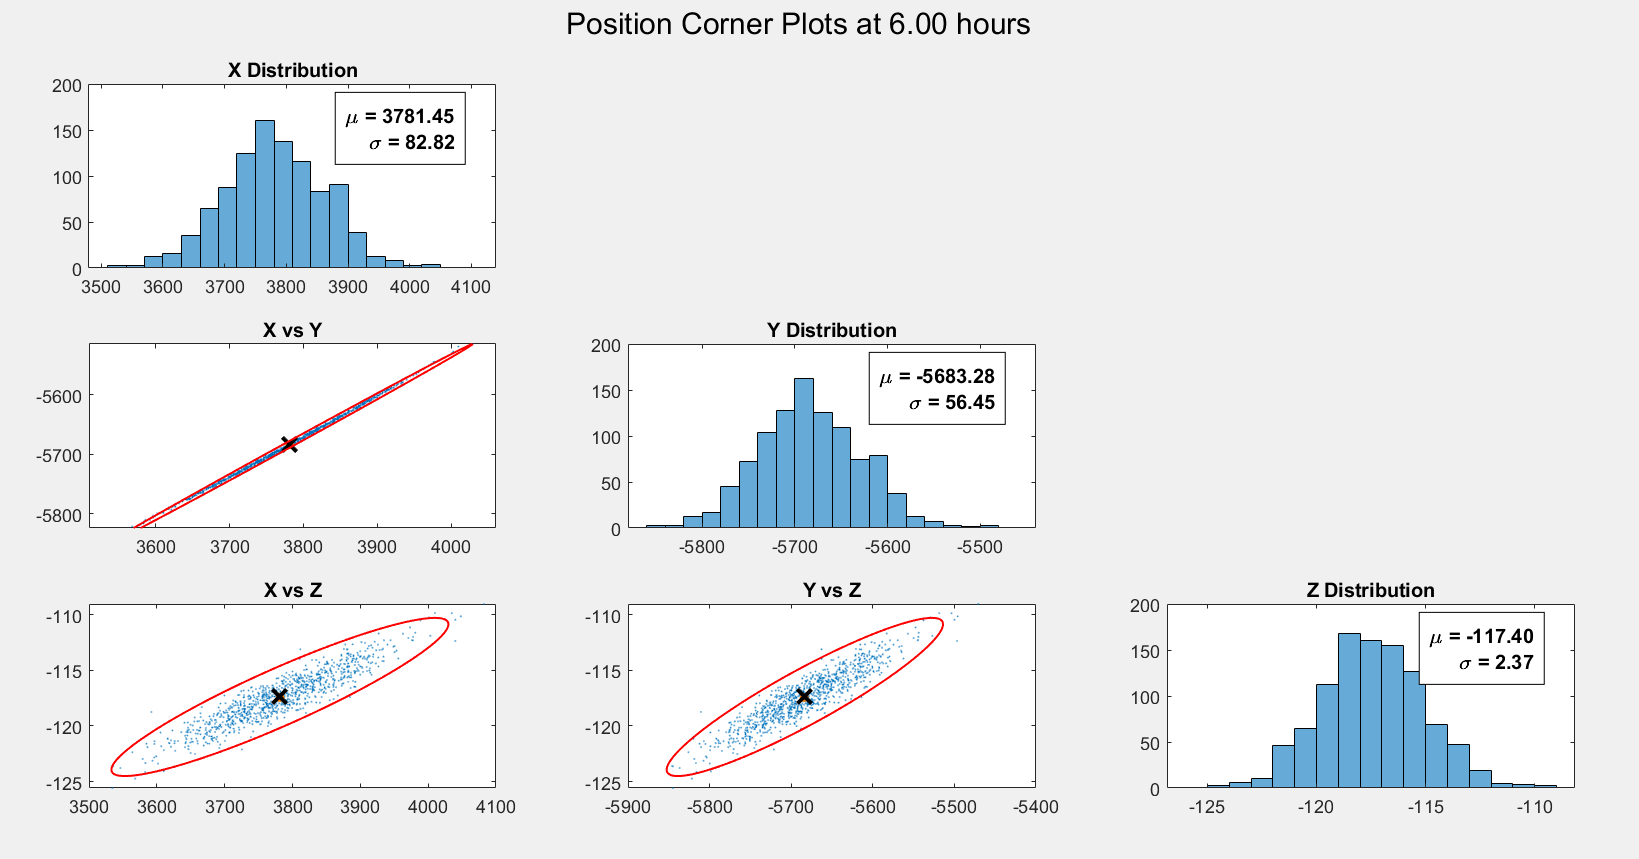 Position Corner Plots at 6.00 hours
X Distribution
200
150
100
50
0
μ = 3781.45
σ = 82.82
3500 3600 3700 3800 3900 4000 4100
X vs Y
-5600
-5700
-5800
3600 3700 3800 3900 4000
Y Distribution
200
150
100
50
0
μ = -5683.28
σ = 56.45
-5800 -5700 -5600 -5500
X vs Z
-110
-115
-120
-125
3500 3600 3700 3800 3900 4000 4100
Y vs Z
-110
-115
-120
-125
-5900 -5800 -5700 -5600 -5500 -5400
Z Distribution
200
150
100
50
0
μ = -117.40
σ = 2.37
-125 -120 -115 -110